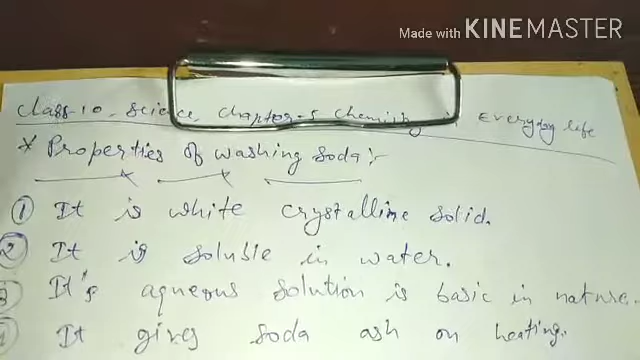 Made with KINEMASTER
Class-10. Science Chapter-5 Chemistry in Everyday life
* Properties of washing Soda:-
① It is white crystalline solid.
② It is soluble in water.
③ It's aqueous solution is basic in nature.
④ It gives soda ash on heating.